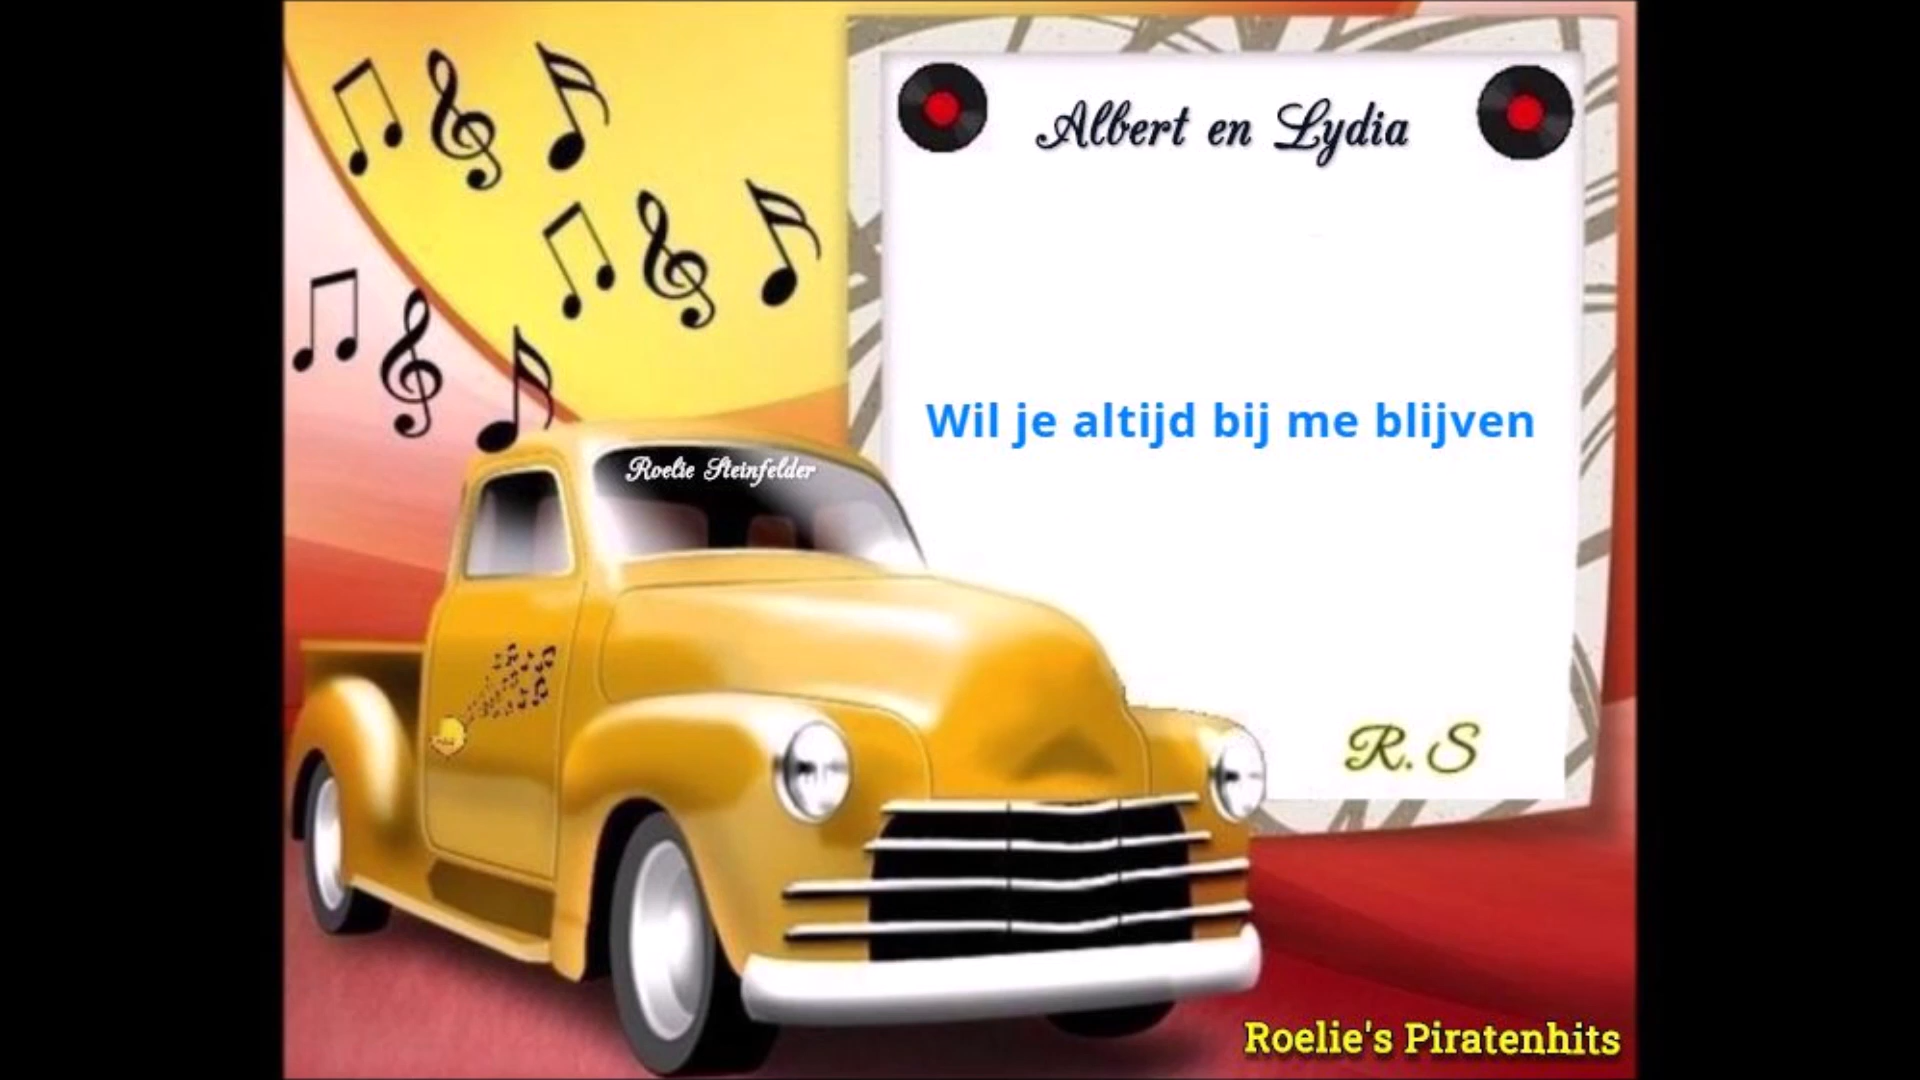 Albert en Lydia
Wil je altijd bij me blijven
Roelie Steinfelder
R. S
Roelie's Piratenhits